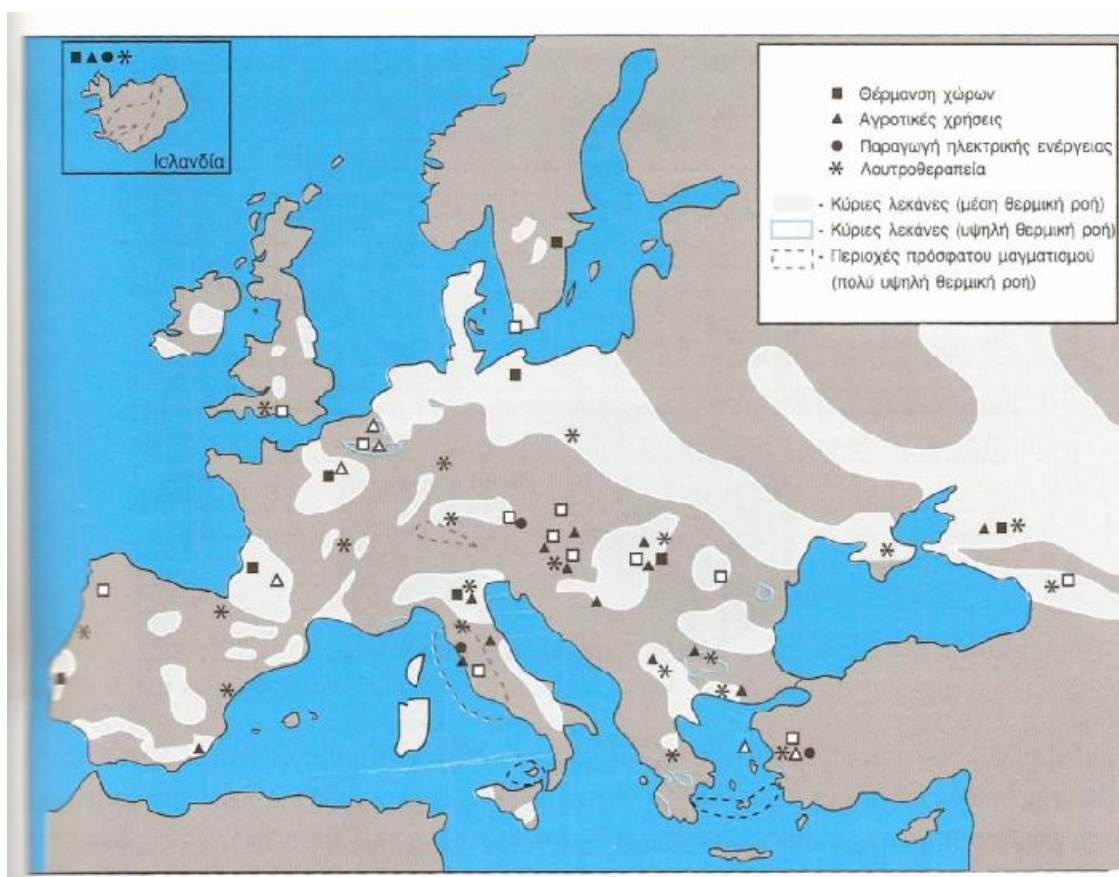 Ισλανδία
Θέρμανση χώρων
Αγροτικές χρήσεις
Παραγωγή ηλεκτρικής ενέργειας
Λουτροθεραπεία
- Κύριες λεκάνες (μέση θερμική ροή)
- Κύριες λεκάνες (υψηλή θερμική ροή)
- Περιοχές πρόσφατου μαγματισμού
(πολύ υψηλή θερμική ροή)